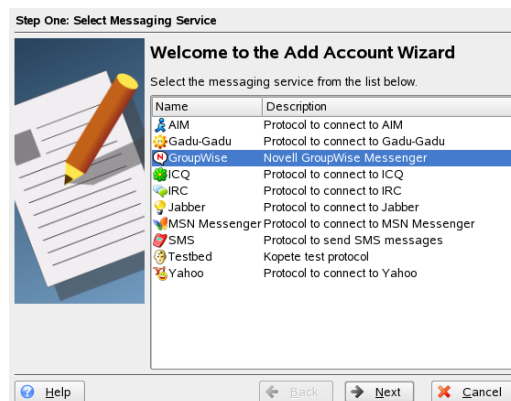 Step One: Select Messaging Service
Welcome to the Add Account Wizard
Select the messaging service from the list below.
Name Description
AIM Protocol to connect to AIM
Gadu-Gadu Protocol to connect to Gadu-Gadu
GroupWise Novell GroupWise Messenger
ICQ Protocol to connect to ICQ
IRC Protocol to connect to IRC
Jabber Protocol to connect to Jabber
MSN Messenger Protocol to connect to MSN Messenger
SMS Protocol to send SMS messages
Testbed Kopete test protocol
Yahoo Protocol to connect to Yahoo
Help Back Next Cancel